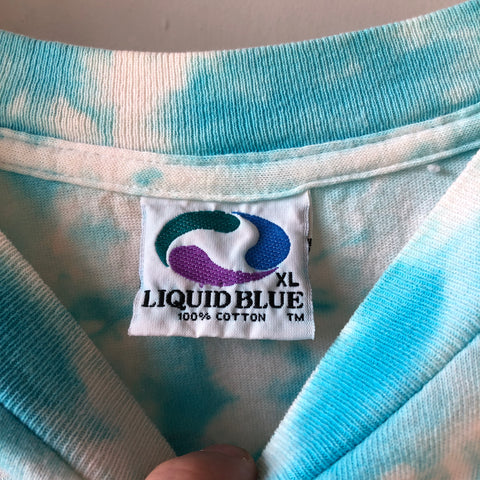 XL
LIQUID BLUE
100% COTTON TM